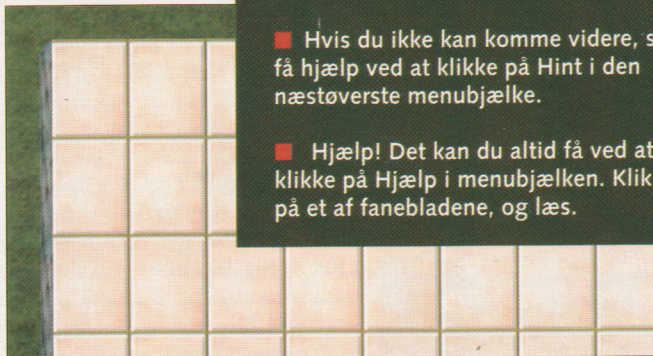 Hvis du ikke kan komme videre, s
få hjælp ved at klikke på Hint i den
næstøverste menubjælke.
Hjælp! Det kan du altid få ved at
klikke på Hjælp i menubjælken. Klik
på et af fanebladene, og læs.